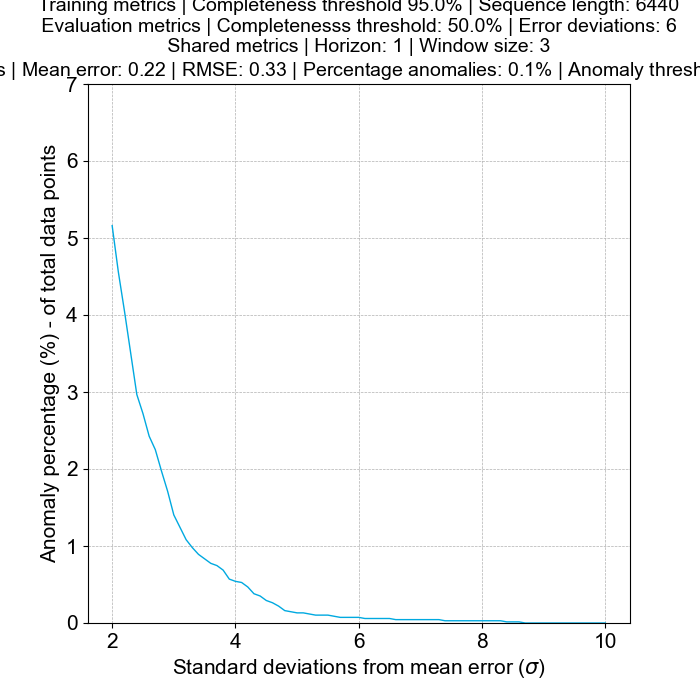 Training metrics | Completeness threshold 95.0% | Sequence length: 6440
Evaluation metrics | Completenesss threshold: 50.0% | Error deviations: 6
Shared metrics | Horizon: 1 | Window size: 3
s | Mean error: 0.22 | RMSE: 0.33 | Percentage anomalies: 0.1% | Anomaly thresh
7
6
5
4
3
2
1
0
Anomaly percentage (%) - of total data points
2 4 6 8 10
Standard deviations from mean error (σ)